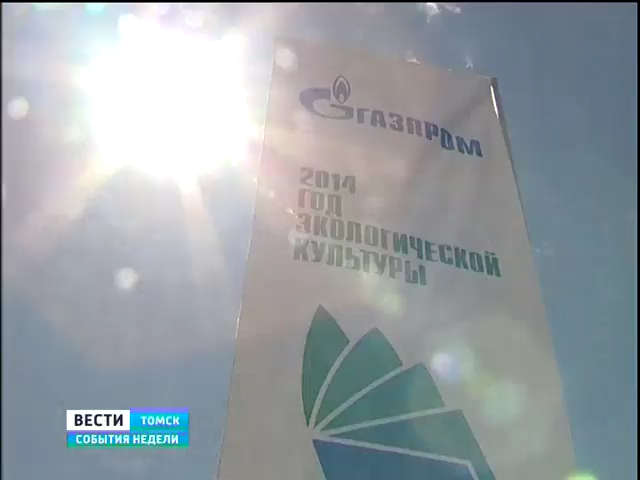 ГАЗПРОМ
2014
ГОД
ЭКОЛОГИЧЕСКОЙ
КУЛЬТУРЫ
ВЕСТИ ТОМСК
СОБЫТИЯ НЕДЕЛИ